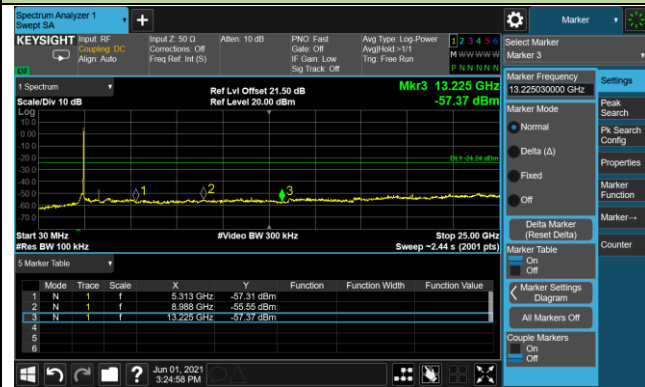 Spectrum Analyzer 1
Swept SA
Marker
KEYSIGHT
Input: RF
Coupling: DC
Align: Auto
Input Z: 50 Ω
Corrections: Off
Freq Ref: Int (S)
Atten: 10 dB
PNO: Fast
Gate: Off
IF Gain: Low
Sig Track: Off
Avg Type: Log-Power
Avg|Hold:>1/1
Trig: Free Run
1 2 3 4 5 6
M W W W W W
P N N N N N
LW
Select Marker
Marker 3
1 Spectrum
Scale/Div 10 dB
Ref Lvl Offset 21.50 dB
Ref Level 20.00 dBm
Mkr3 13.225 GHz
-57.37 dBm
Log
10.0
0.00
-10.0
-20.0
-30.0
-40.0
-50.0
-60.0
-70.0
DL1 -24.24 dBm
1
2
3
Start 30 MHz
#Res BW 100 kHz
#Video BW 300 kHz
Stop 25.00 GHz
Sweep ~2.44 s (2001 pts)
5 Marker Table
Mode Trace Scale X Y Function Function Width Function Value
1 N 1 f 5.313 GHz -57.31 dBm
2 N 1 f 8.988 GHz -55.55 dBm
3 N 1 f 13.225 GHz -57.37 dBm
4
5
6
Marker Frequency
13.225030000 GHz
Marker Mode
Normal
Delta (Δ)
Fixed
Off
Delta Marker
(Reset Delta)
Marker Table
On
Off
Marker Settings
Diagram
All Markers Off
Couple Markers
On
Off
Settings
Peak
Search
Pk Search
Config
Properties
Marker
Function
Marker→
Counter
Jun 01, 2021
3:24:58 PM